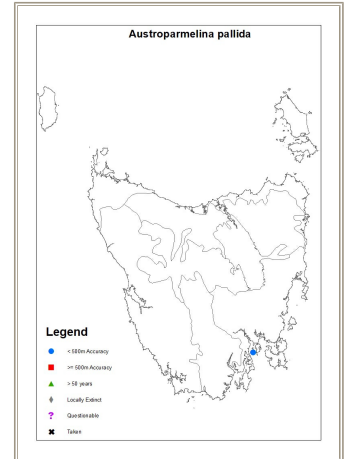 Austroparmelina pallida
Legend
< 500m Accuracy
>= 500m Accuracy
> 50 years
Locally Extinct
Questionable
Taken